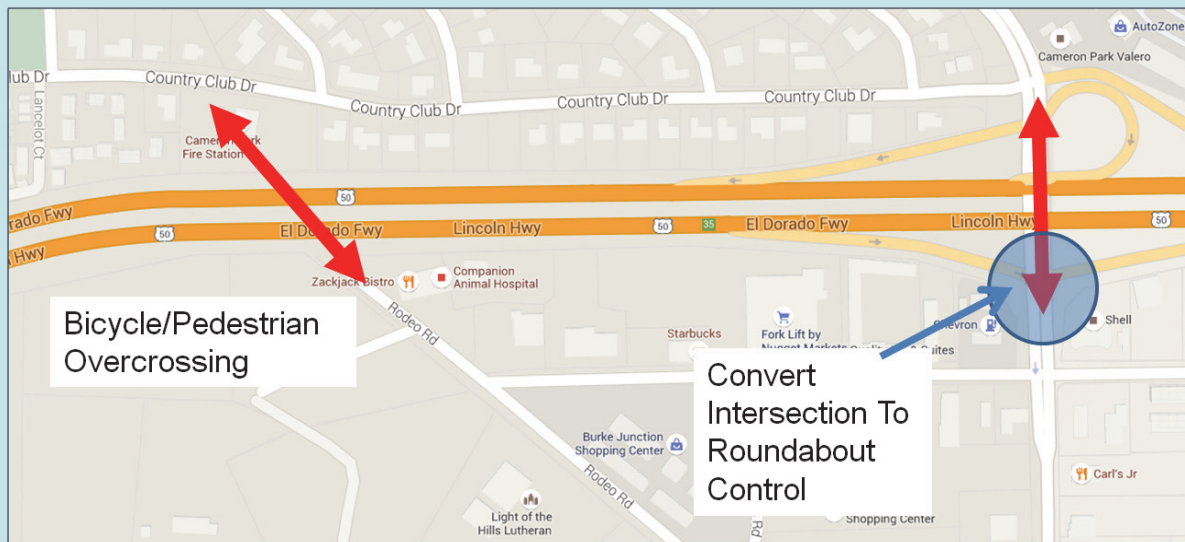 AutoZone
Cameron Park Valero
lub Dr
Country Club Dr
Country Club Dr
Country Club Dr
Country Club Dr
Lancelot Ct
Fire Station
50
orado Fwy
50
El Dorado Fwy
Lincoln Hwy
50
35
El Dorado Fwy
Lincoln Hwy
50
Hwy
Zackjack Bistro
Companion
Animal Hospital
Bicycle/Pedestrian
Overcrossing
Rodeo Rd
Starbucks
Fork Lift by
Nugget Markets
Suites
Chevron
Shell
Convert
Intersection To
Roundabout
Control
Burke Junction
Shopping Center
Rodeo Rd
Light of the
Hills Lutheran
Rd
Shopping Center
Carl's Jr